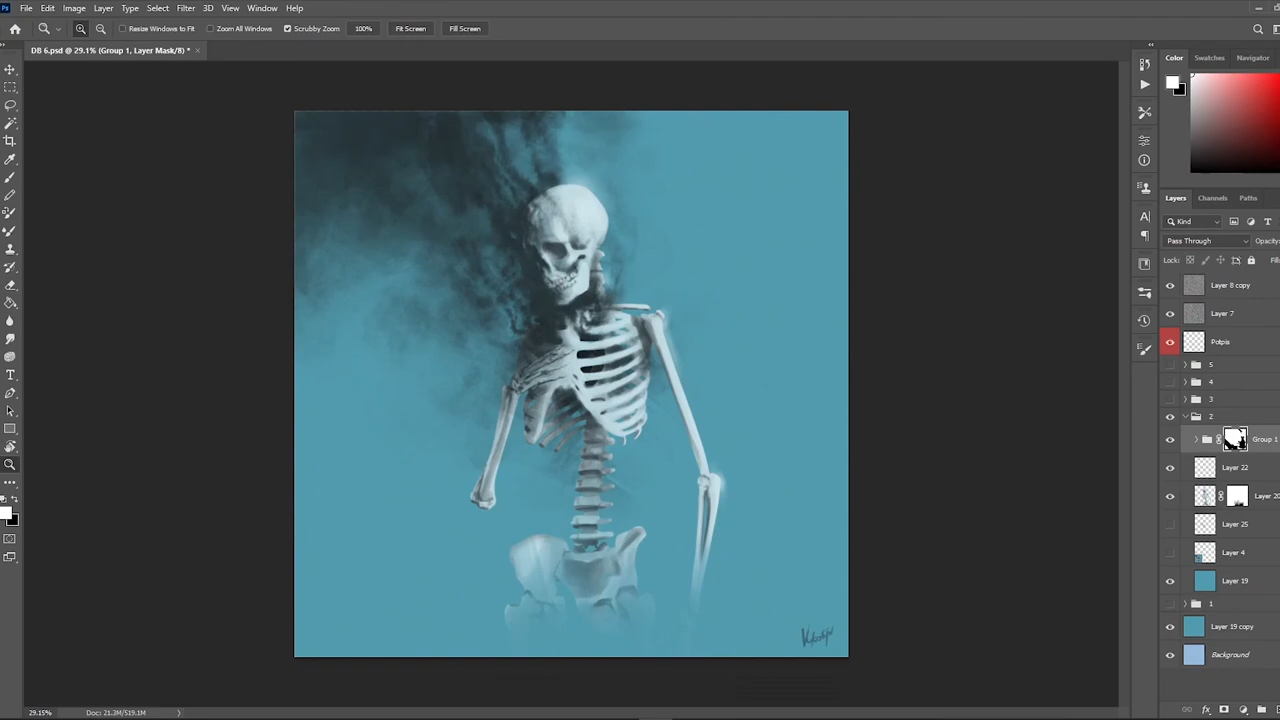 Ps File Edit Image Layer Type Select Filter 3D View Window Help
Resize Windows to Fit Zoom All Windows Scrubby Zoom 100% Fit Screen Fill Screen
DB 6.psd @ 29.1% (Group 1, Layer Mask/8) * ×
Color Swatches Navigator
Layers Channels Paths
Kind
Pass Through Opacity:
Lock:
Layer 8 copy
Layer 7
Potpis
5
4
3
2
Group 1
Layer 22
Layer 20
Layer 25
Layer 4
Layer 19
1
Layer 19 copy
Background
29.15% Doc: 21.3M/519.1M